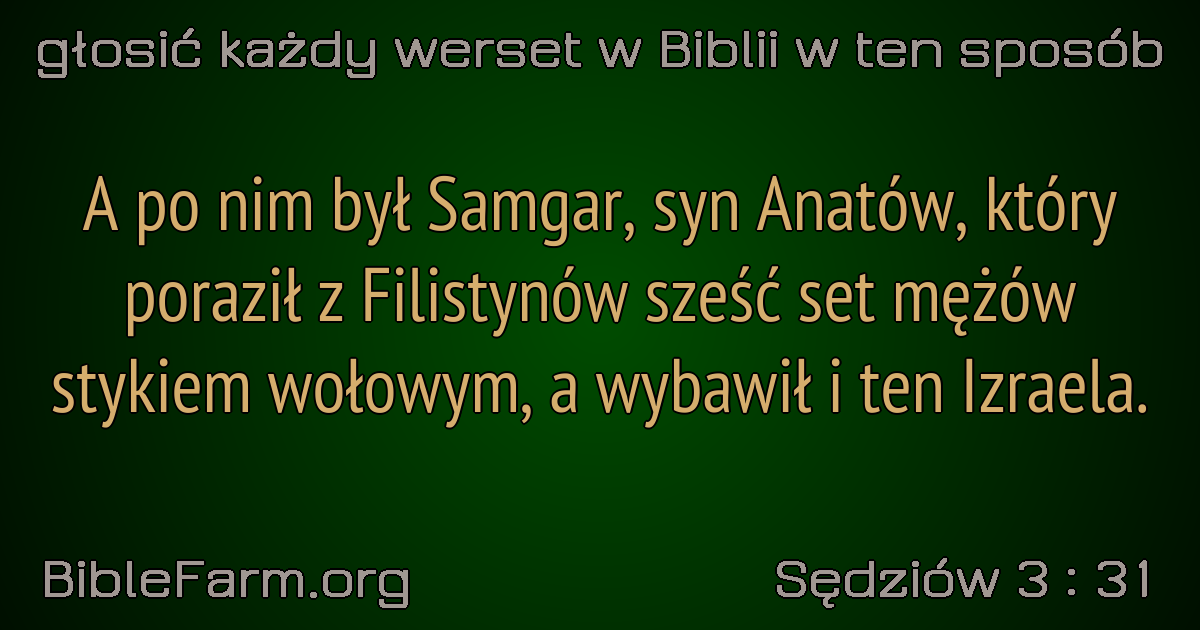 głosić każdy werset w Biblii w ten sposób
A po nim był Samgar, syn Anatów, który
poraził z Filistynów sześć set mężów
stykiem wołowym, a wybawił i ten Izraela.
BibleFarm.org
Sędziów 3 : 31